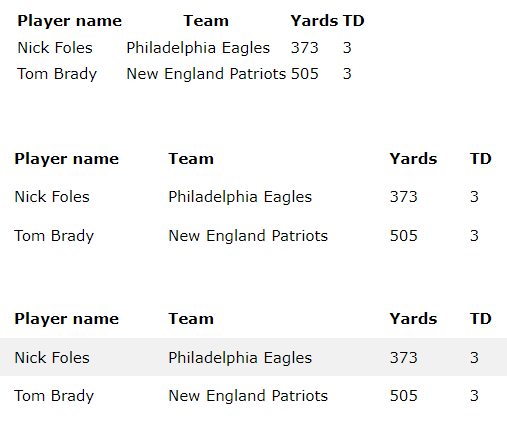 Player name Team Yards TD
Nick Foles Philadelphia Eagles 373 3
Tom Brady New England Patriots 505 3
Player name Team Yards TD
Nick Foles Philadelphia Eagles 373 3
Tom Brady New England Patriots 505 3
Player name Team Yards TD
Nick Foles Philadelphia Eagles 373 3
Tom Brady New England Patriots 505 3